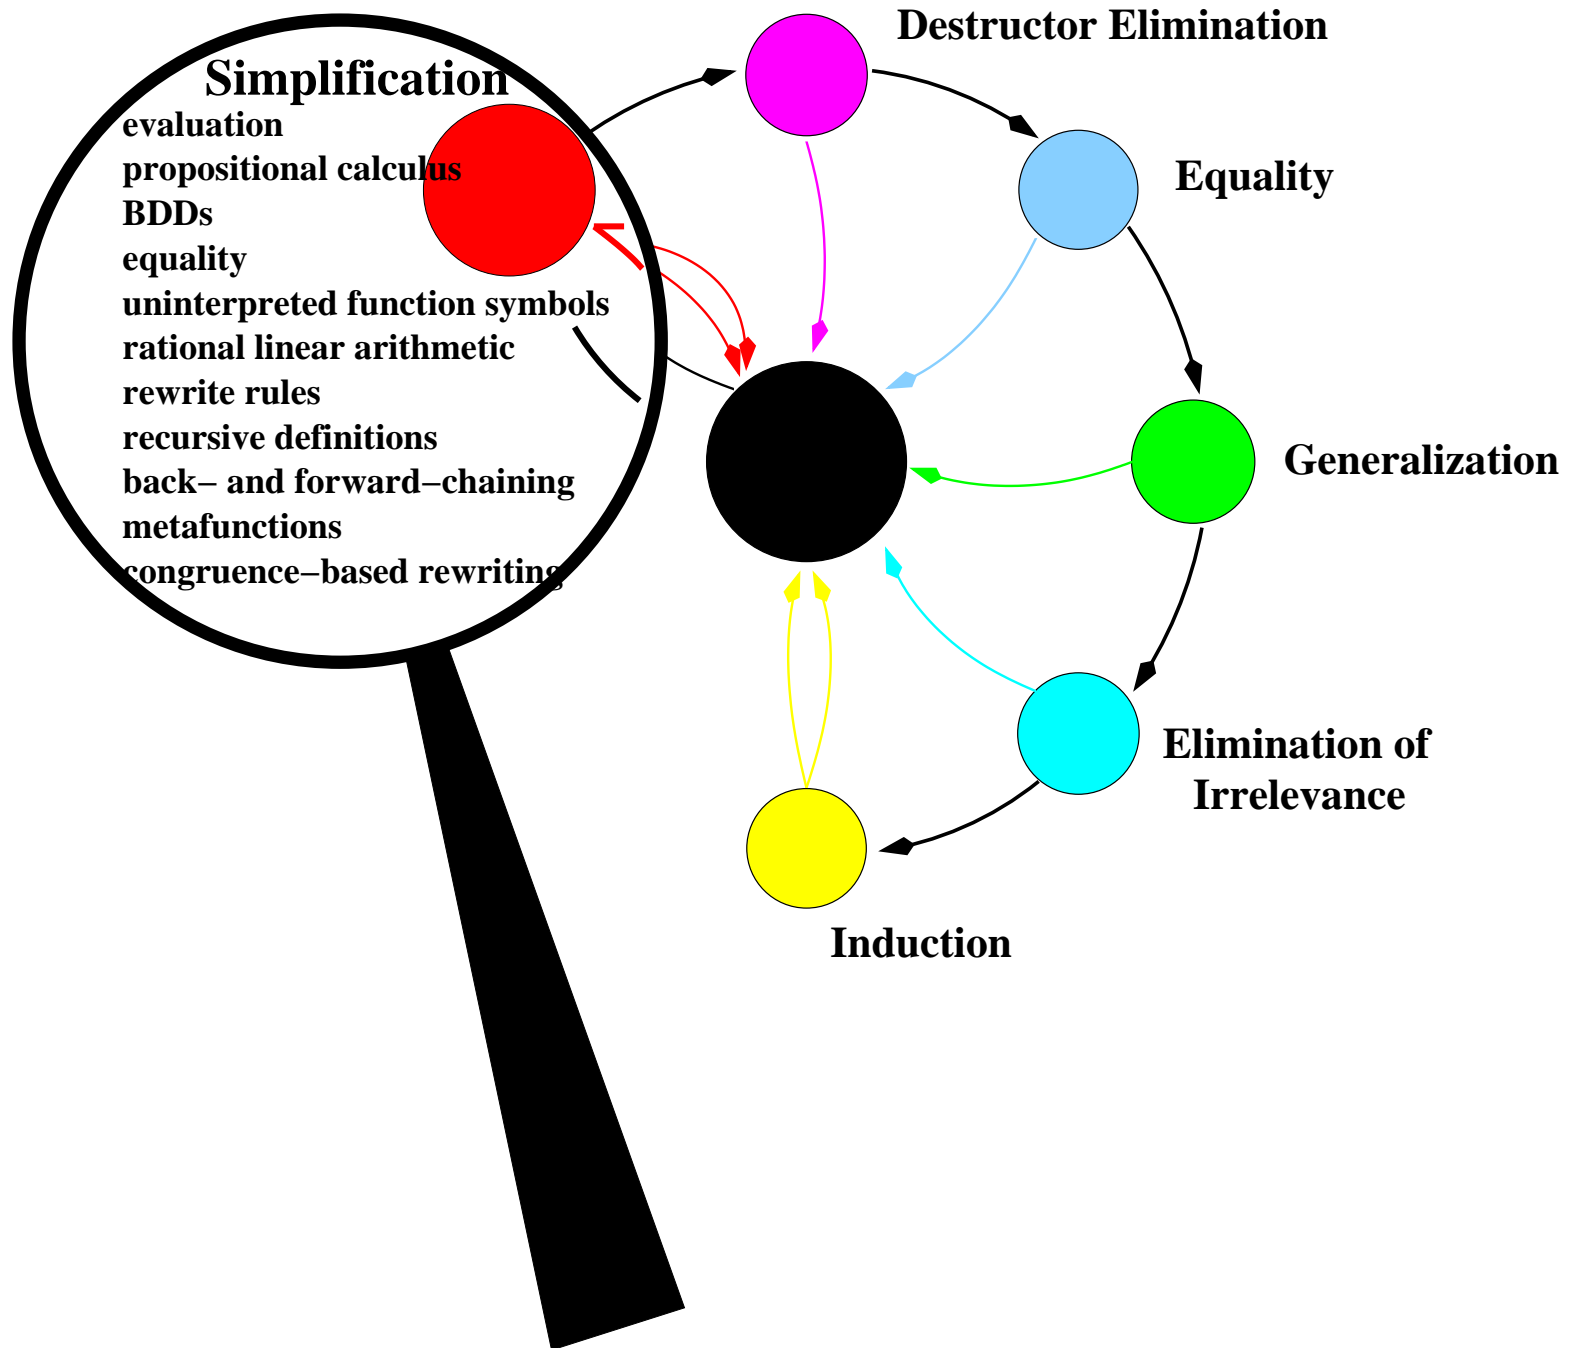 Simplification
evaluation
propositional calculus
BDDs
equality
uninterpreted function symbols
rational linear arithmetic
rewrite rules
recursive definitions
back− and forward−chaining
metafunctions
congruence−based rewriting
Destructor Elimination
Equality
Generalization
Elimination of
Irrelevance
Induction